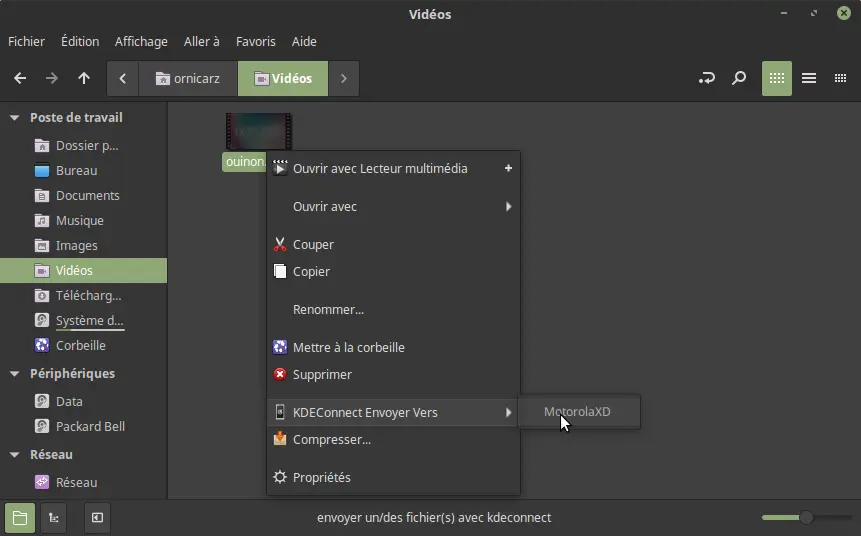 Vidéos
Fichier Édition Affichage Aller à Favoris Aide
ornicarz Vidéos
Poste de travail
Dossier p...
Bureau
Documents
Musique
Images
Vidéos
Télécharg...
Système d...
Corbeille
Périphériques
Data
Packard Bell
Réseau
Réseau
ouinon.
Ouvrir avec Lecteur multimédia +
Ouvrir avec
Couper
Copier
Renommer...
Mettre à la corbeille
Supprimer
KDEConnect Envoyer Vers
MotorolaXD
Compresser...
Propriétés
envoyer un/des fichier(s) avec kdeconnect